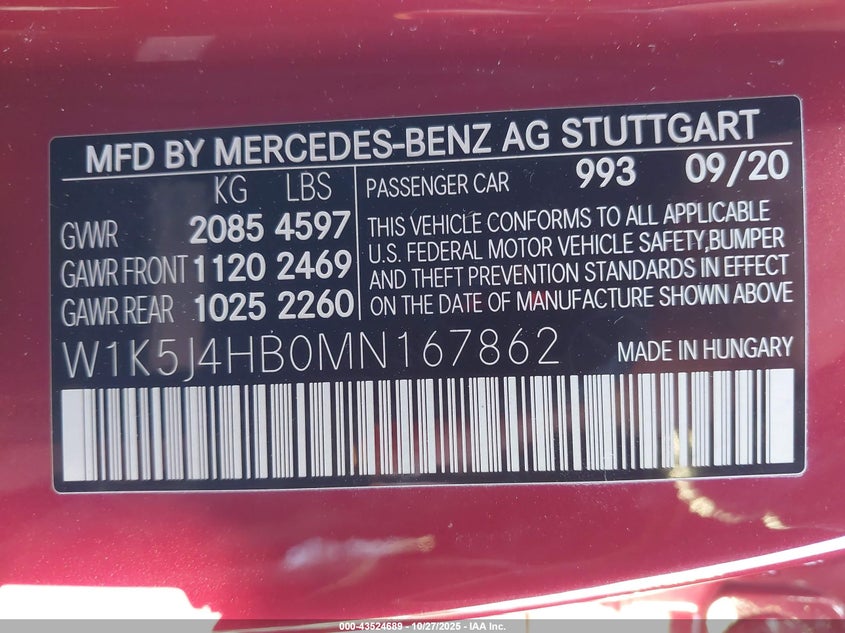 MFD BY MERCEDES-BENZ AG STUTTGART
KG LBS
GVWR 2085 4597
GAWR FRONT 1120 2469
GAWR REAR 1025 2260
PASSENGER CAR 993 09/20
THIS VEHICLE CONFORMS TO ALL APPLICABLE
U.S. FEDERAL MOTOR VEHICLE SAFETY,BUMPER
AND THEFT PREVENTION STANDARDS IN EFFECT
ON THE DATE OF MANUFACTURE SHOWN ABOVE
W1K5J4HB0MN167862 MADE IN HUNGARY
000-43524689 - 10/27/2025 - IAA Inc.